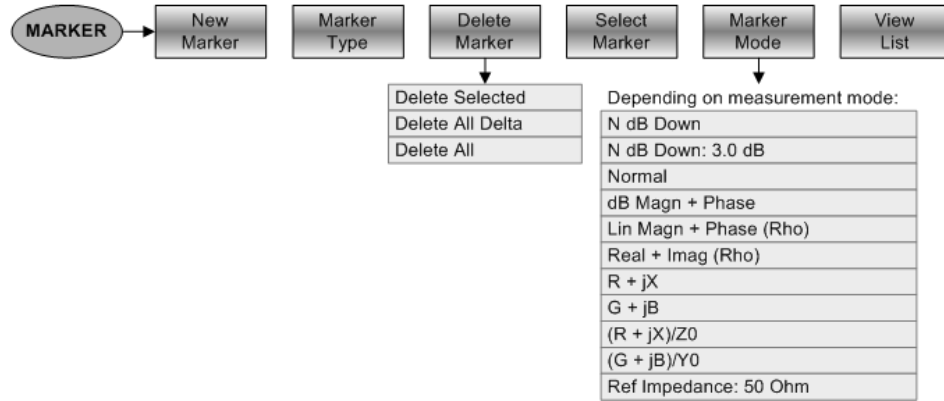 MARKER
New
Marker
Marker
Type
Delete
Marker
Select
Marker
Marker
Mode
View
List
Delete Selected
Delete All Delta
Delete All
Depending on measurement mode:
N dB Down
N dB Down: 3.0 dB
Normal
dB Magn + Phase
Lin Magn + Phase (Rho)
Real + Imag (Rho)
R + jX
G + jB
(R + jX)/Z0
(G + jB)/Y0
Ref Impedance: 50 Ohm